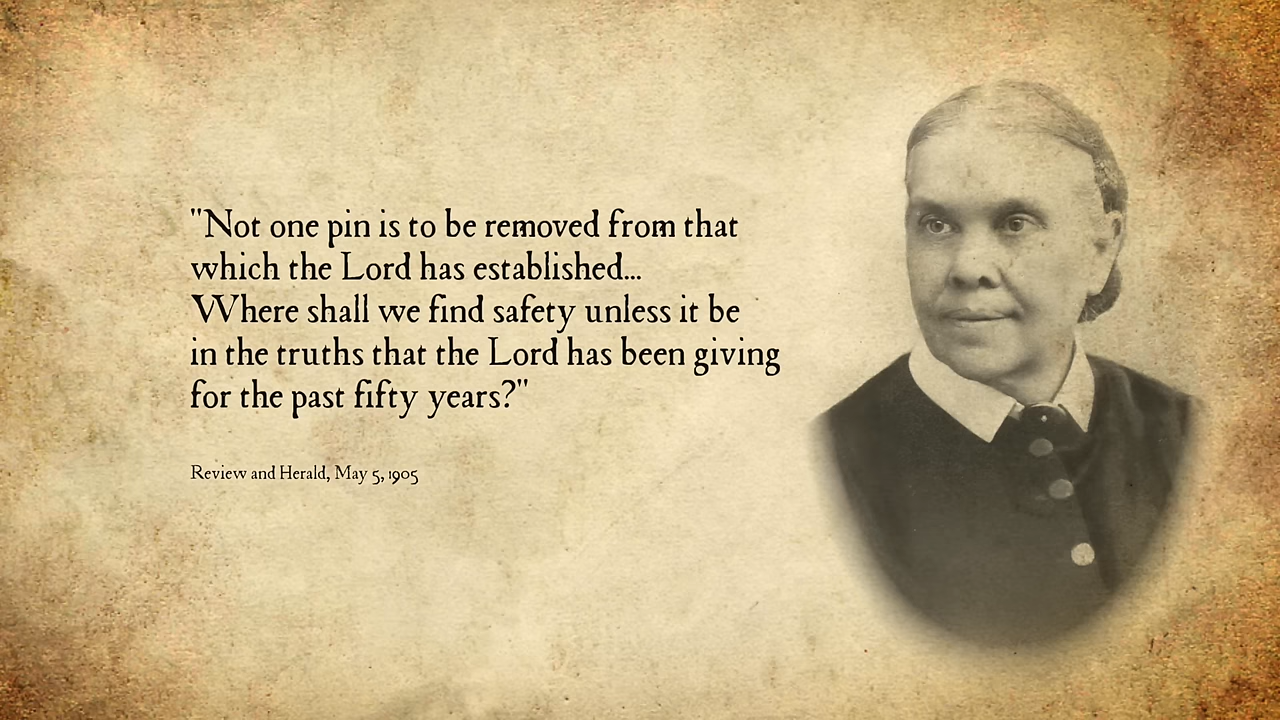 "Not one pin is to be removed from that
which the Lord has established...
Where shall we find safety unless it be
in the truths that the Lord has been giving
for the past fifty years?"
Review and Herald, May 5, 1905